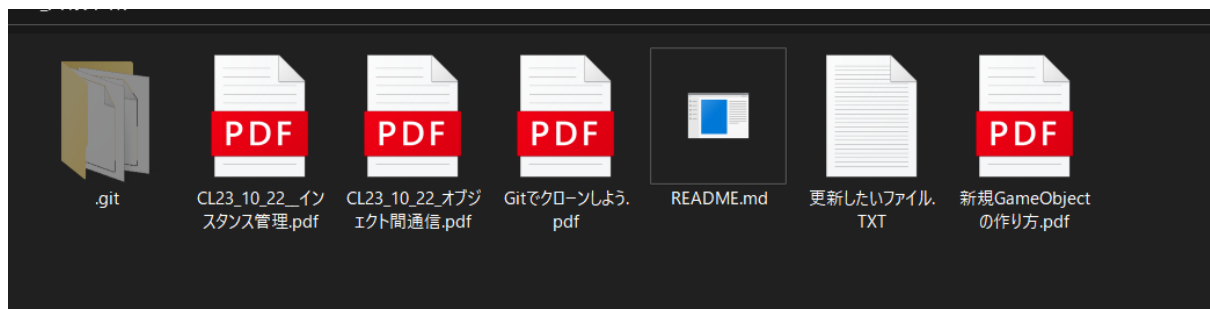 .git
PDF
CL23_10_22__イン
スタンス管理.pdf
PDF
CL23_10_22_オブジ
ェクト間通信.pdf
PDF
Gitでクローンしよう.
pdf
README.md
更新したいファイル.
TXT
PDF
新規GameObject
の作り方.pdf